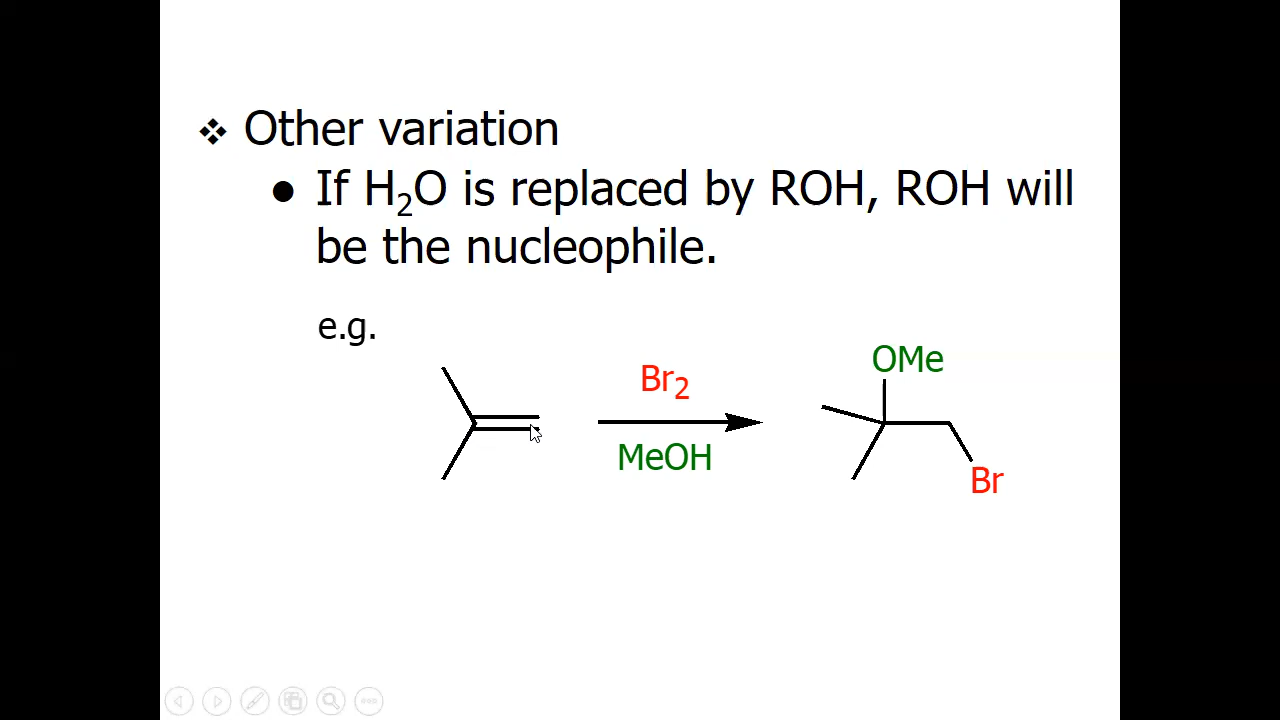 ❖ Other variation
● If H₂O is replaced by ROH, ROH will
be the nucleophile.
e.g.
OMe
Br₂
MeOH
Br